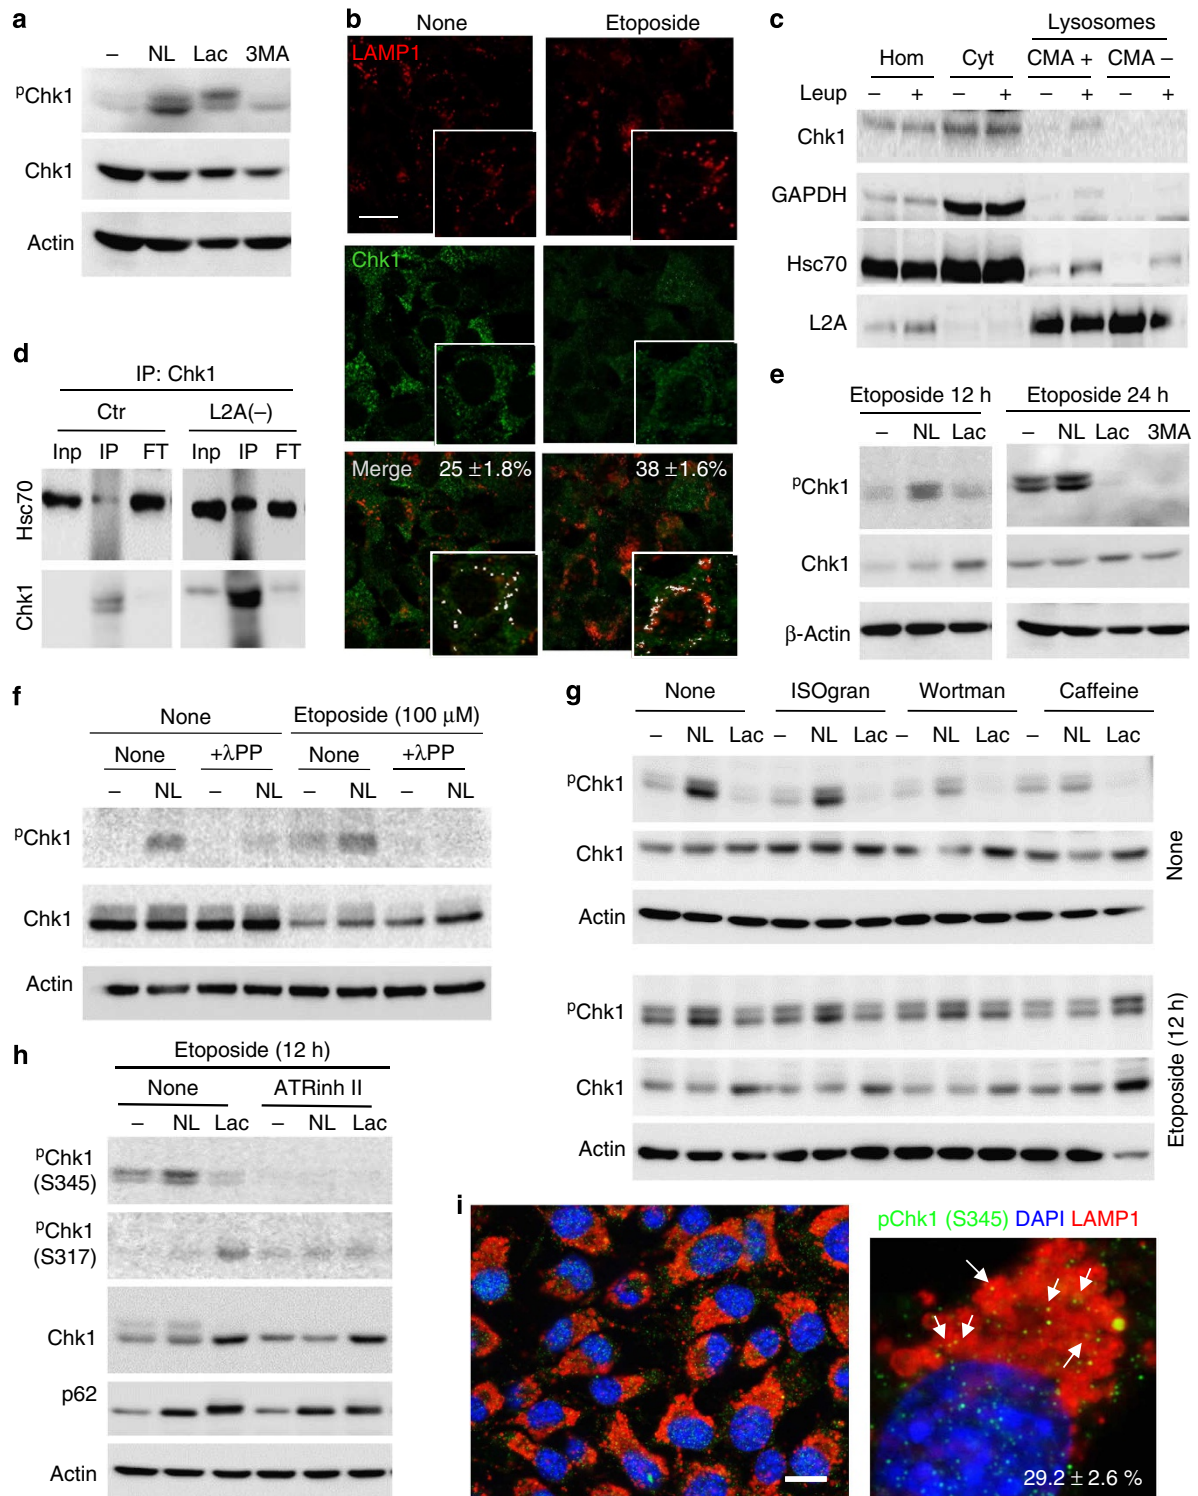 a
– NL Lac 3MA
pChk1
Chk1
Actin
b
None Etoposide
LAMP1
Chk1
Merge 25 ±1.8% 38 ±1.6%
c
Lysosomes
Hom Cyt CMA + CMA –
Leup – + – + – + – +
Chk1
GAPDH
Hsc70
L2A
d
IP: Chk1
Ctr L2A(–)
Inp IP FT Inp IP FT
Hsc70
Chk1
e
Etoposide 12 h Etoposide 24 h
– NL Lac – NL Lac 3MA
pChk1
Chk1
β-Actin
f
None Etoposide (100 μM)
None +λPP None +λPP
– NL – NL – NL – NL
pChk1
Chk1
Actin
g
None ISOgran Wortman Caffeine
– NL Lac – NL Lac – NL Lac – NL Lac
pChk1
Chk1
Actin
None
pChk1
Chk1
Actin
Etoposide (12 h)
h
Etoposide (12 h)
None ATRinh II
– NL Lac – NL Lac
pChk1
(S345)
pChk1
(S317)
Chk1
p62
Actin
i
pChk1 (S345) DAPI LAMP1
29.2 ± 2.6 %